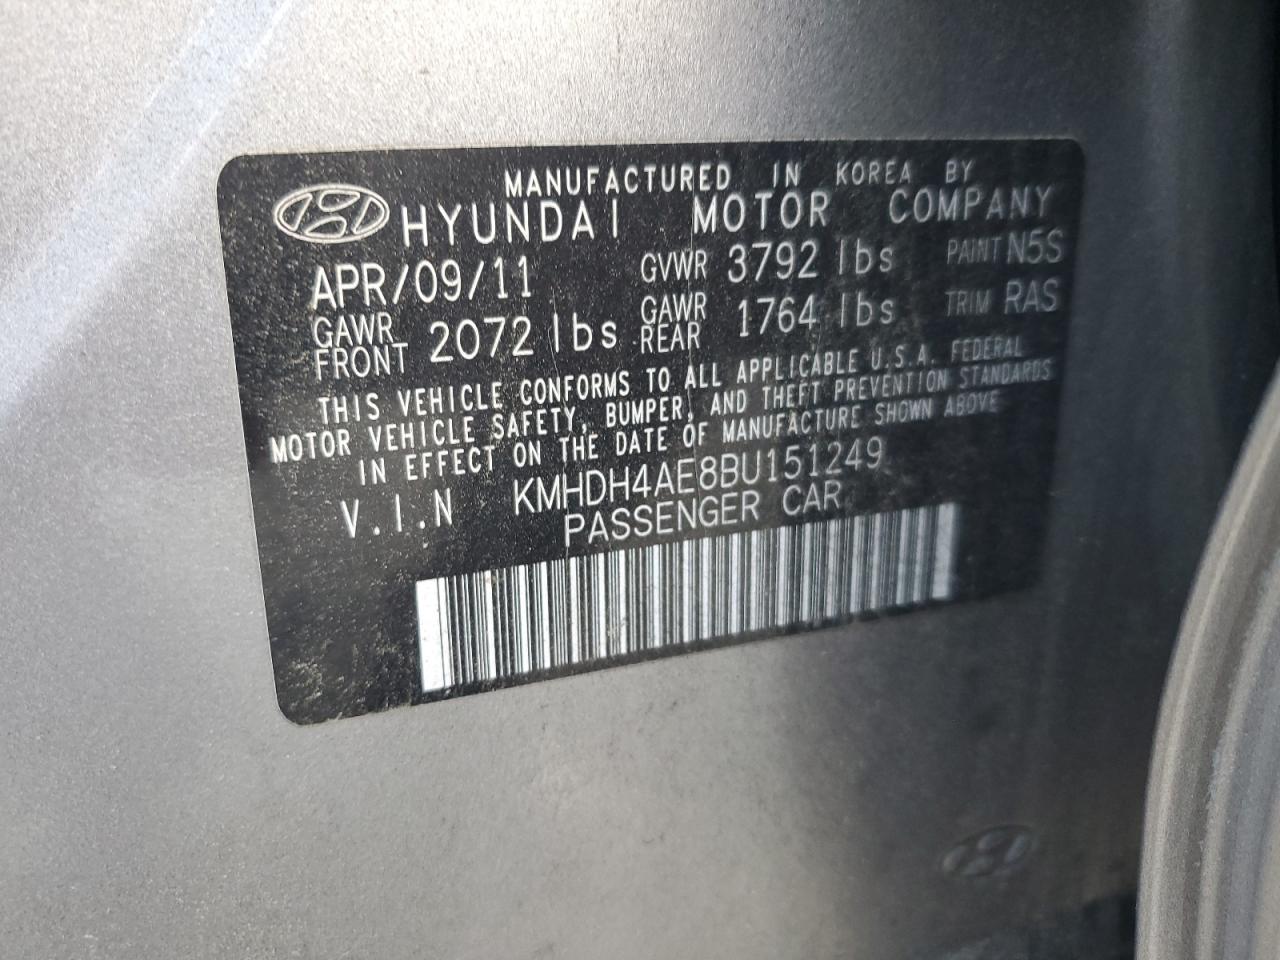 MANUFACTURED IN KOREA BY
HYUNDAI MOTOR COMPANY
APR/09/11 GVWR 3792 lbs PAINT N5S
GAWR FRONT 2072 lbs GAWR REAR 1764 lbs TRIM RAS
THIS VEHICLE CONFORMS TO ALL APPLICABLE U.S.A. FEDERAL
MOTOR VEHICLE SAFETY, BUMPER, AND THEFT PREVENTION STANDARDS
IN EFFECT ON THE DATE OF MANUFACTURE SHOWN ABOVE
V.I.N KMHDH4AE8BU151249
PASSENGER CAR